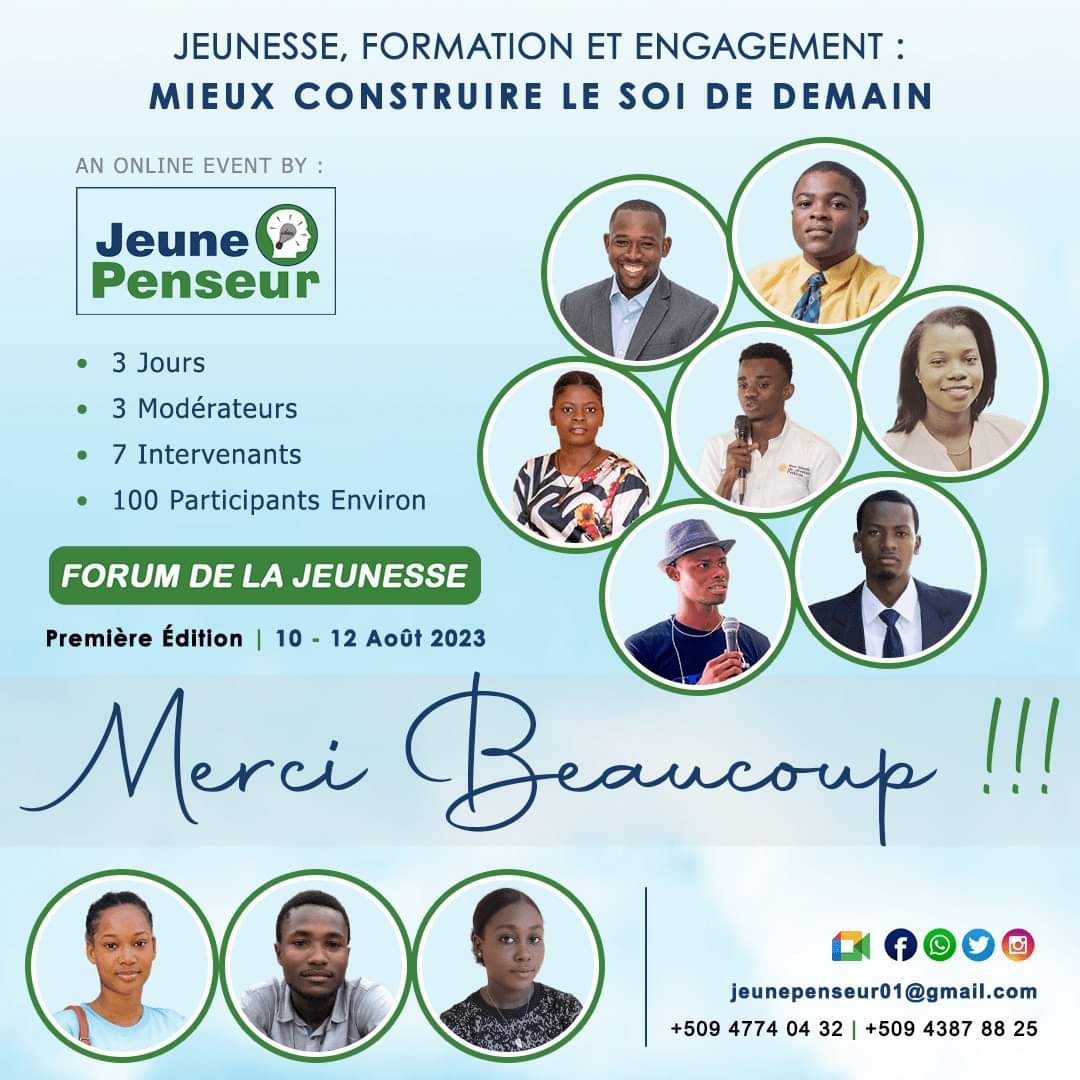 JEUNESSE, FORMATION ET ENGAGEMENT :
MIEUX CONSTRUIRE LE SOI DE DEMAIN
AN ONLINE EVENT BY :
Jeune
Penseur
• 3 Jours
• 3 Modérateurs
• 7 Intervenants
• 100 Participants Environ
FORUM DE LA JEUNESSE
Première Édition | 10 - 12 Août 2023
Merci Beaucoup !!!
jeunepenseur01@gmail.com
+509 4774 04 32 | +509 4387 88 25